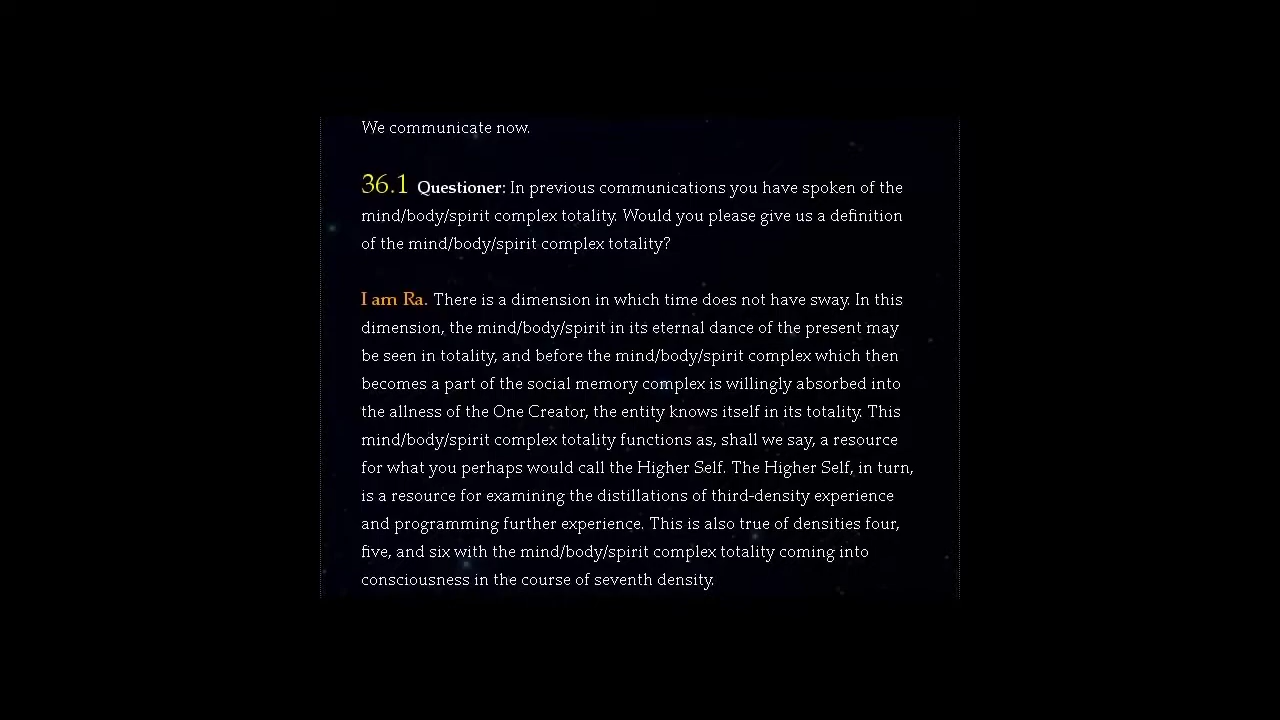 We communicate now.
36.1 Questioner: In previous communications you have spoken of the
mind/body/spirit complex totality. Would you please give us a definition
of the mind/body/spirit complex totality?
I am Ra. There is a dimension in which time does not have sway. In this
dimension, the mind/body/spirit in its eternal dance of the present may
be seen in totality, and before the mind/body/spirit complex which then
becomes a part of the social memory complex is willingly absorbed into
the allness of the One Creator, the entity knows itself in its totality. This
mind/body/spirit complex totality functions as, shall we say, a resource
for what you perhaps would call the Higher Self. The Higher Self, in turn,
is a resource for examining the distillations of third-density experience
and programming further experience. This is also true of densities four,
five, and six with the mind/body/spirit complex totality coming into
consciousness in the course of seventh density.